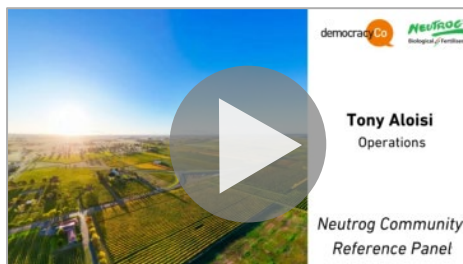 democracyCo
NEUTROG
Biological Fertilisers
Tony Aloisi
Operations
Neutrog Community
Reference Panel